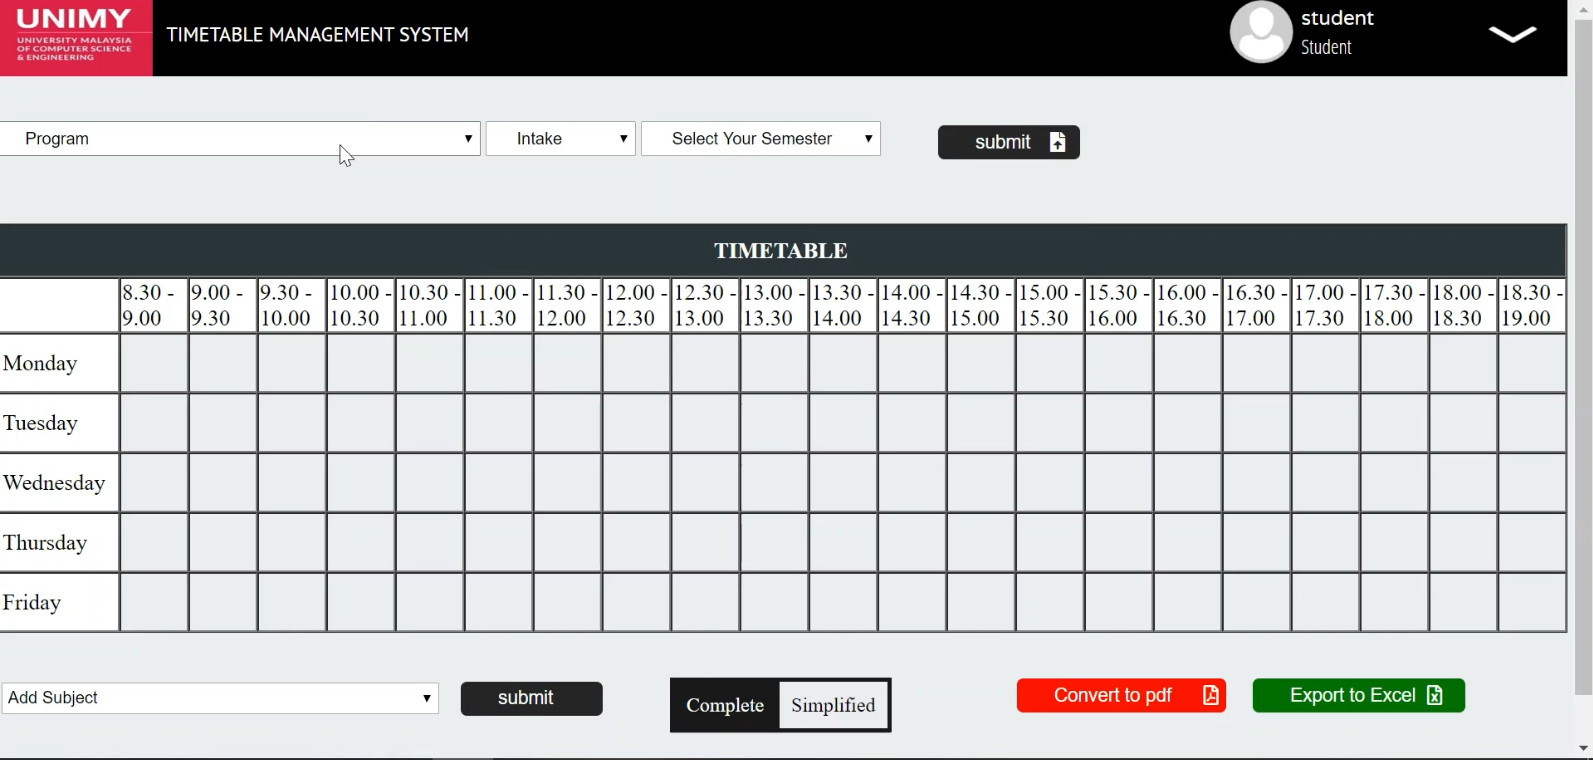 UNIMY
UNIVERSITY MALAYSIA
OF COMPUTER SCIENCE
& ENGINEERING
TIMETABLE MANAGEMENT SYSTEM
student
Student
Program
Intake
Select Your Semester
submit
TIMETABLE
8.30 - 9.00 - 9.30 - 10.00 - 10.30 - 11.00 - 11.30 - 12.00 - 12.30 - 13.00 - 13.30 - 14.00 - 14.30 - 15.00 - 15.30 - 16.00 - 16.30 - 17.00 - 17.30 - 18.00 - 18.30 -
9.00 9.30 10.00 10.30 11.00 11.30 12.00 12.30 13.00 13.30 14.00 14.30 15.00 15.30 16.00 16.30 17.00 17.30 18.00 18.30 19.00
Monday
Tuesday
Wednesday
Thursday
Friday
Add Subject
submit
Complete
Simplified
Convert to pdf
Export to Excel